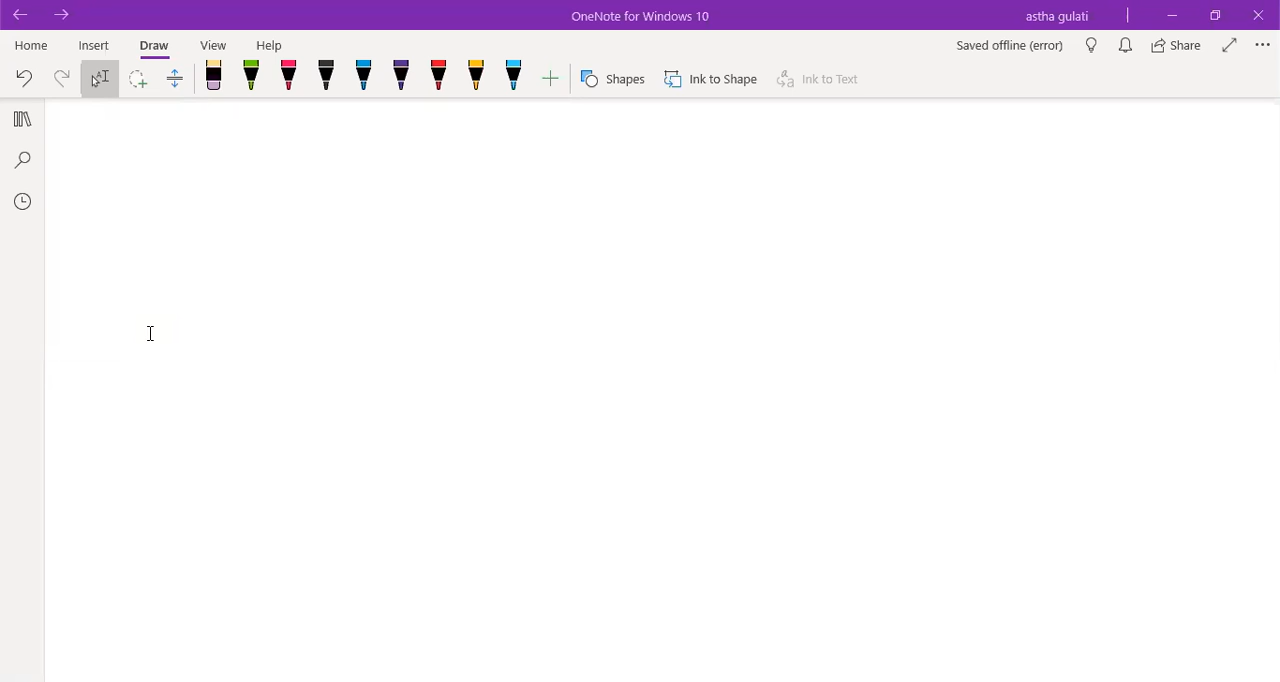 OneNote for Windows 10
astha gulati
Home Insert Draw View Help
Saved offline (error)
Share
Shapes
Ink to Shape
Ink to Text